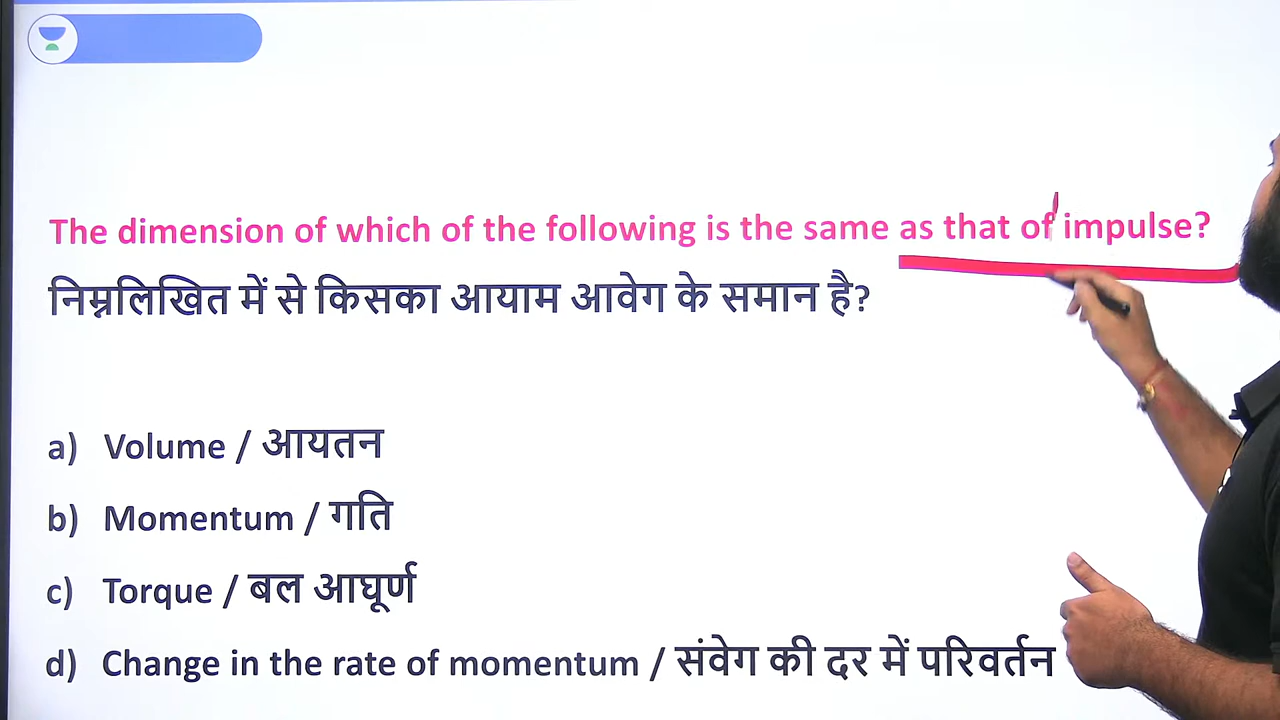 The dimension of which of the following is the same as that of impulse?
निम्नलिखित में से किसका आयाम आवेग के समान है?
a) Volume / आयतन
b) Momentum / गति
c) Torque / बल आघूर्ण
d) Change in the rate of momentum / संवेग की दर में परिवर्तन